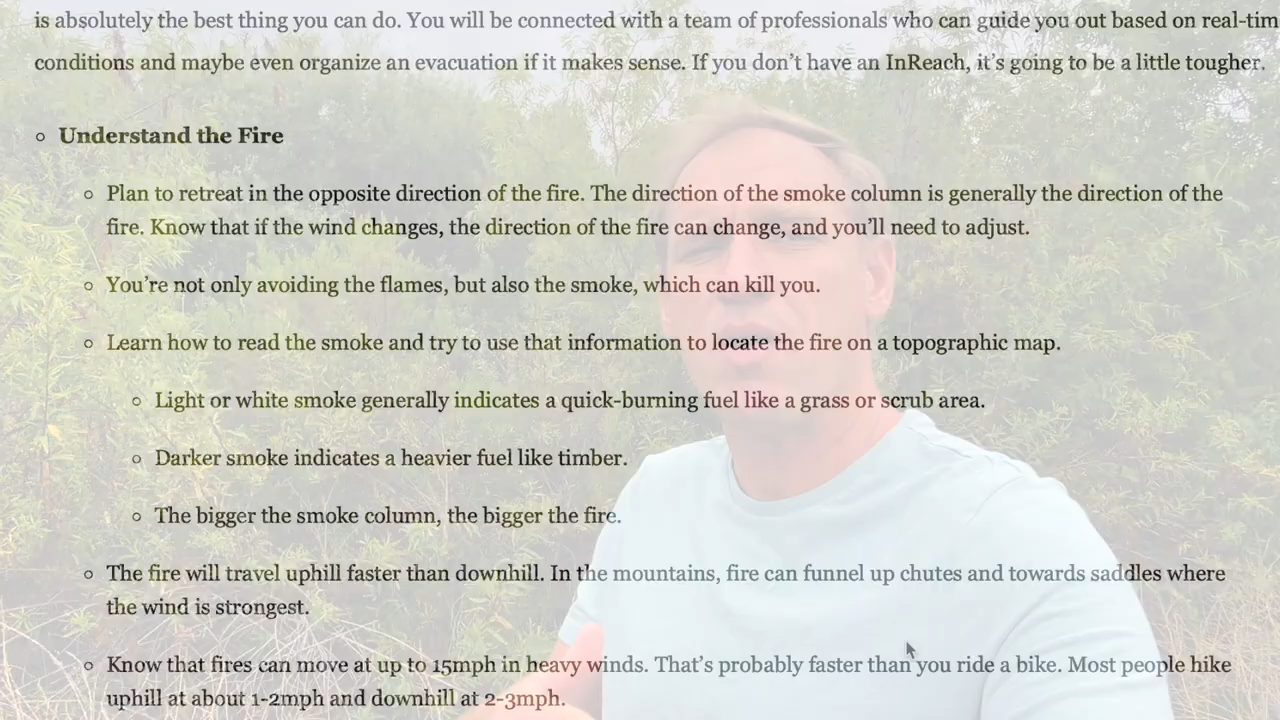 is absolutely the best thing you can do. You will be connected with a team of professionals who can guide you out based on real-tim
conditions and maybe even organize an evacuation if it makes sense. If you don't have an InReach, it's going to be a little tougher.
Understand the Fire
Plan to retreat in the opposite direction of the fire. The direction of the smoke column is generally the direction of the
fire. Know that if the wind changes, the direction of the fire can change, and you'll need to adjust.
You're not only avoiding the flames, but also the smoke, which can kill you.
Learn how to read the smoke and try to use that information to locate the fire on a topographic map.
Light or white smoke generally indicates a quick-burning fuel like a grass or scrub area.
Darker smoke indicates a heavier fuel like timber.
The bigger the smoke column, the bigger the fire.
The fire will travel uphill faster than downhill. In the mountains, fire can funnel up chutes and towards saddles where
the wind is strongest.
Know that fires can move at up to 15mph in heavy winds. That's probably faster than you ride a bike. Most people hike
uphill at about 1-2mph and downhill at 2-3mph.